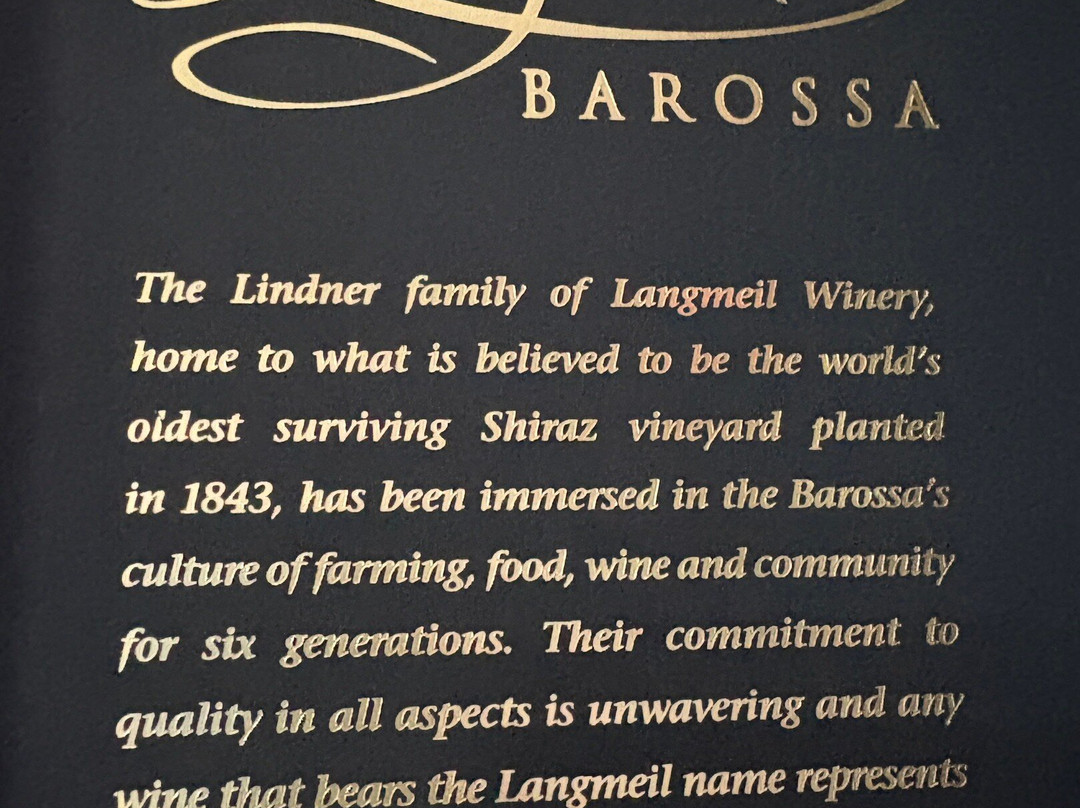 BAROSSA
The Lindner family of Langmeil Winery,
home to what is believed to be the world's
oldest surviving Shiraz vineyard planted
in 1843, has been immersed in the Barossa's
culture of farming, food, wine and community
for six generations. Their commitment to
quality in all aspects is unwavering and any
wine that bears the Langmeil name represents